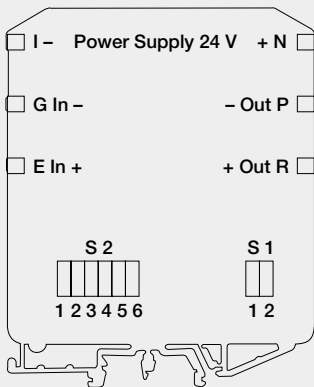 I – Power Supply 24 V + N
G In – – Out P
E In + + Out R
S 2 S 1
1 2 3 4 5 6 1 2